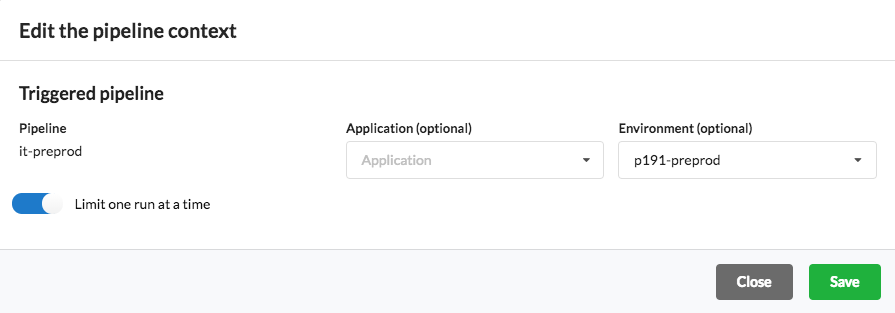 Edit the pipeline context
Triggered pipeline
Pipeline
it-preprod
Application (optional)
Application
Environment (optional)
p191-preprod
Limit one run at a time
Close
Save